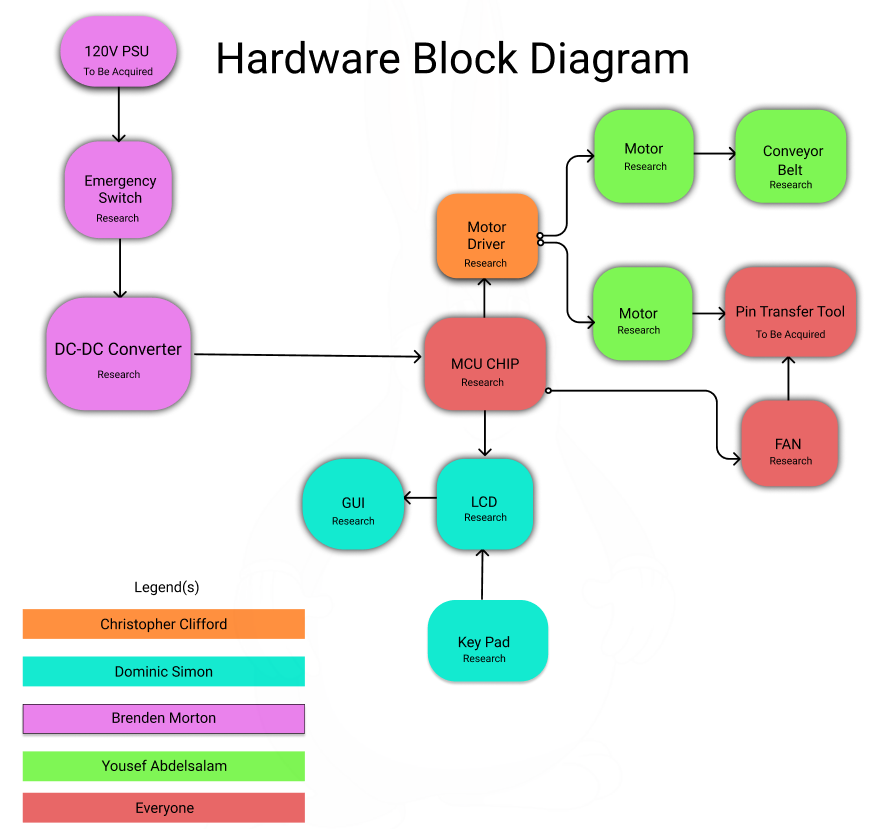 Hardware Block Diagram
120V PSU
To Be Acquired
Emergency
Switch
Research
DC-DC Converter
Research
Motor
Driver
Research
MCU CHIP
Research
Motor
Research
Conveyor
Belt
Research
Motor
Research
Pin Transfer Tool
To Be Acquired
FAN
Research
GUI
Research
LCD
Research
Key Pad
Research
Legend(s)
Christopher Clifford
Dominic Simon
Brenden Morton
Yousef Abdelsalam
Everyone